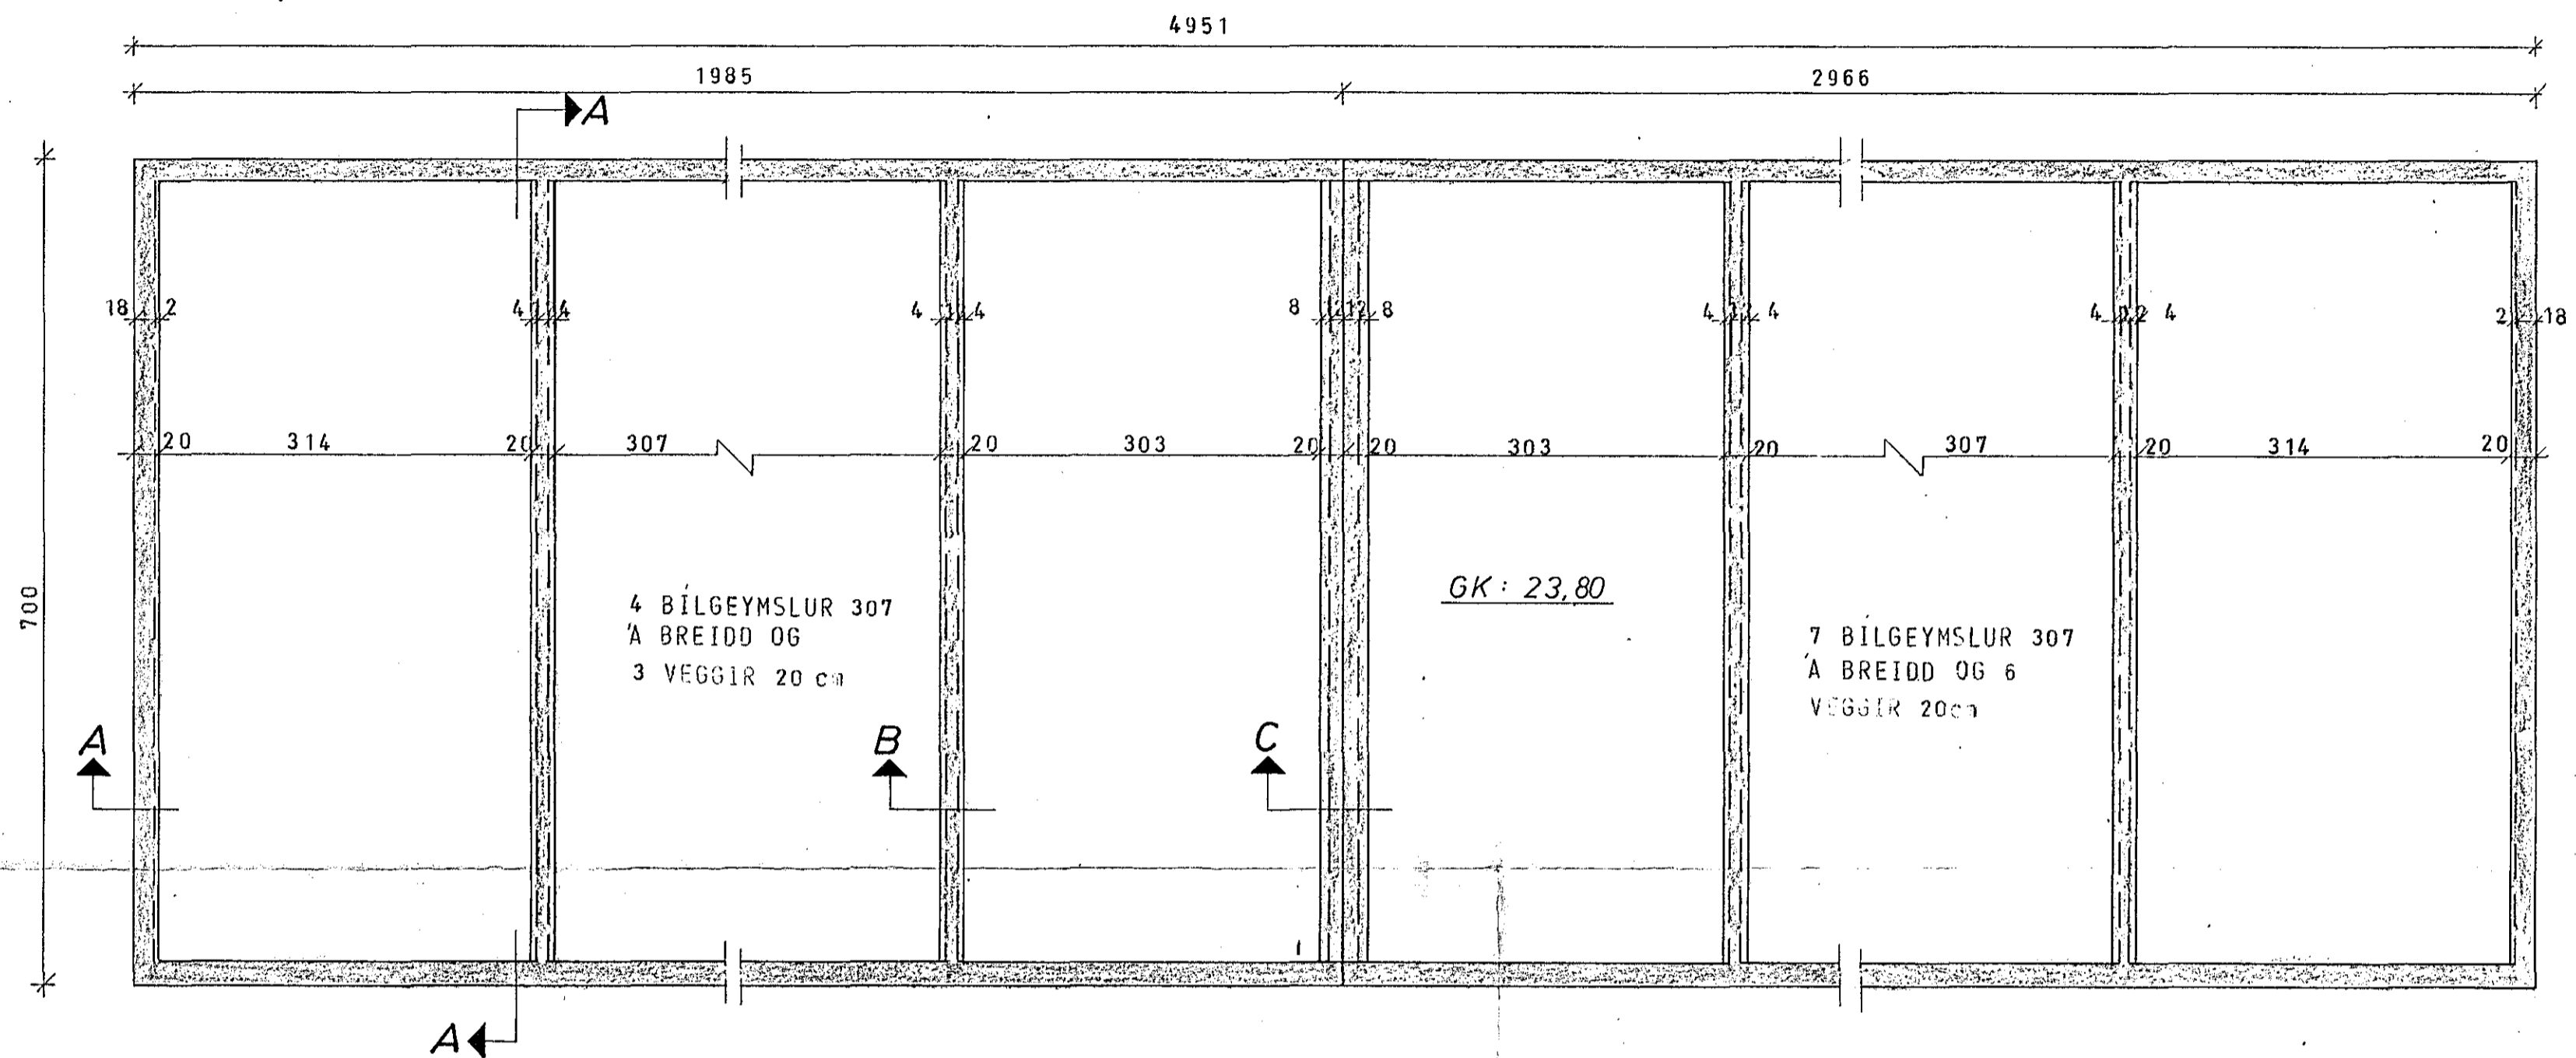 4951
1985 2966
A
18 2 4 4 4 4 8 12 8 4 4 4 2 4 2 18
20 314 20 307 20 303 20 20 303 20 307 20 314 20
700
GK: 23,80
4 BÍLGEYMSLUR 307
Á BREIDD OG
3 VEGGIR 20 cm
7 BÍLGEYMSLUR 307
Á BREIDD OG 6
VEGGIR 20cm
A B C
A